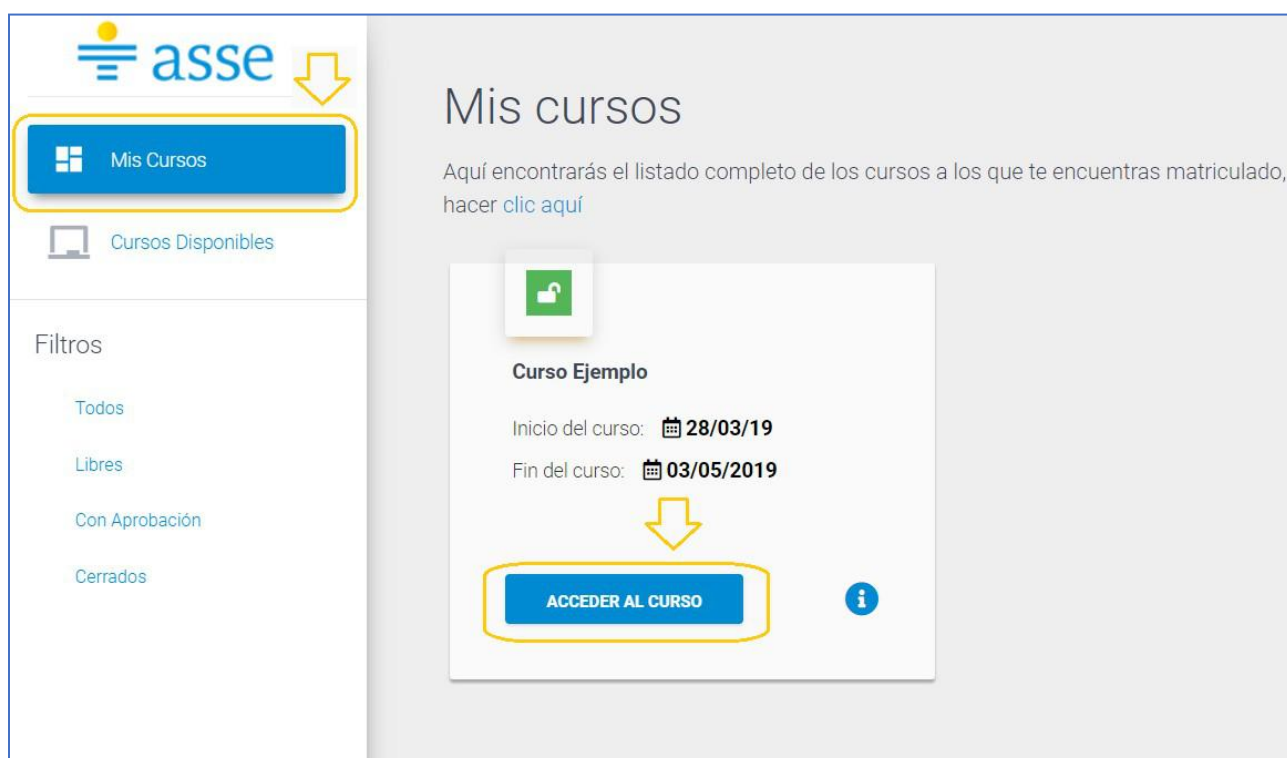 asse
Mis Cursos
Cursos Disponibles
Filtros
Todos
Libres
Con Aprobación
Cerrados
Mis cursos
Aquí encontrarás el listado completo de los cursos a los que te encuentras matriculado,
hacer clic aquí
Curso Ejemplo
Inicio del curso: 28/03/19
Fin del curso: 03/05/2019
ACCEDER AL CURSO